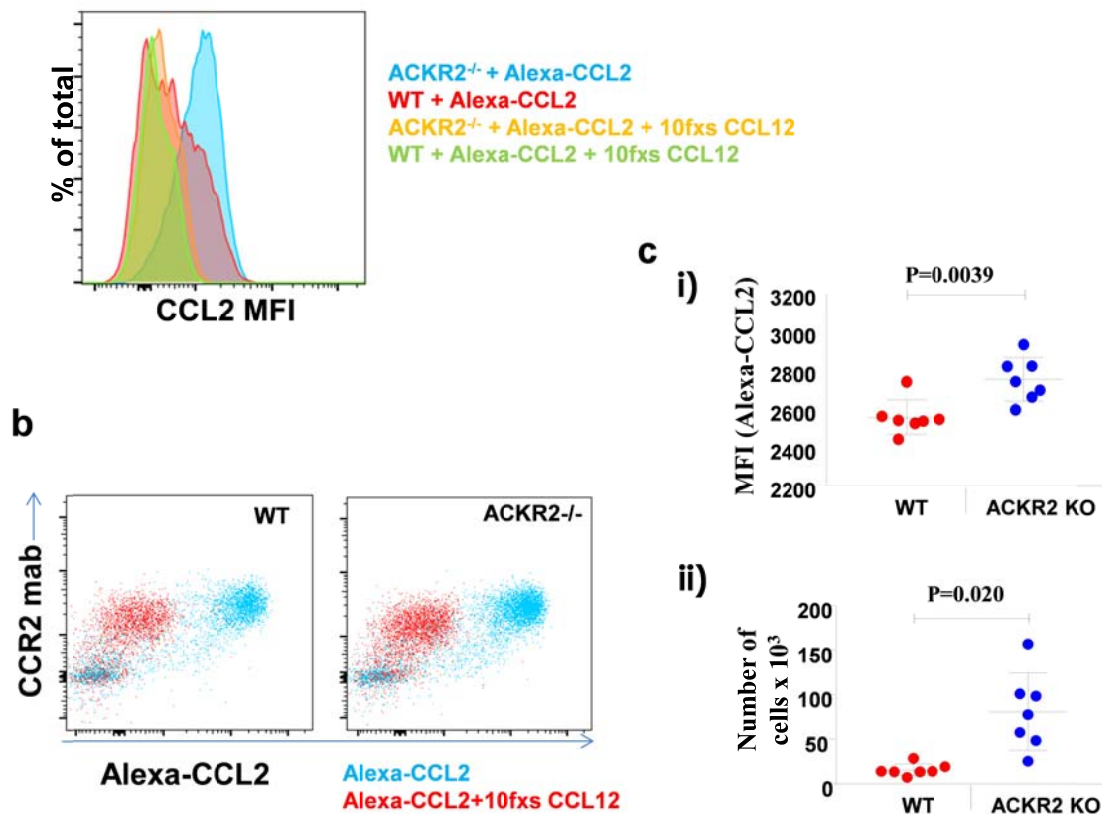 % of total
CCL2 MFI
ACKR2-/- + Alexa-CCL2
WT + Alexa-CCL2
ACKR2-/- + Alexa-CCL2 + 10fxs CCL12
WT + Alexa-CCL2 + 10fxs CCL12
b
CCR2 mab
WT
ACKR2-/-
Alexa-CCL2
Alexa-CCL2
Alexa-CCL2+10fxs CCL12
c
i)
P=0.0039
MFI (Alexa-CCL2)
3200
3000
2800
2600
2400
2200
WT
ACKR2 KO
ii)
P=0.020
Number of
cells x 10³
200
150
100
50
0
WT
ACKR2 KO